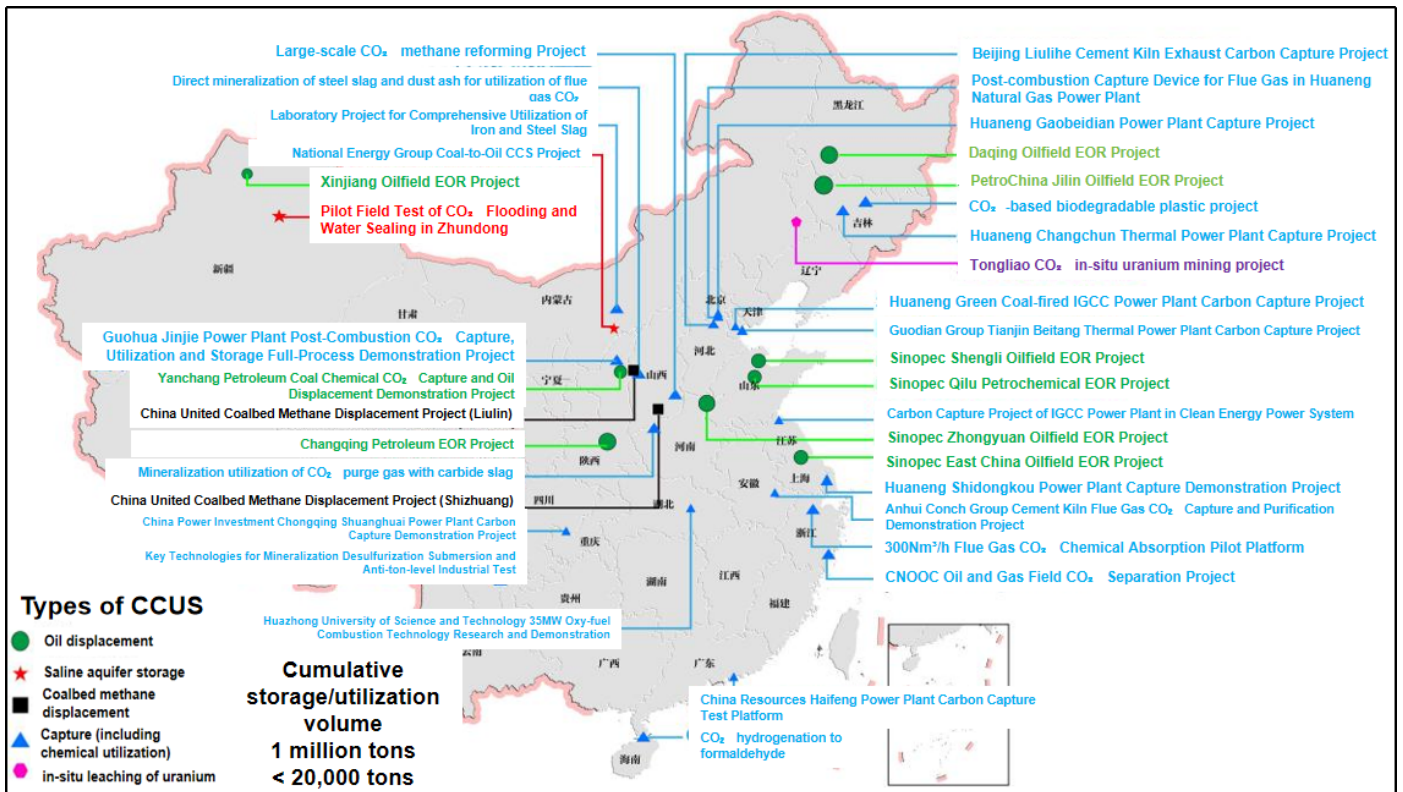 Large-scale CO₂ methane reforming Project
Direct mineralization of steel slag and dust ash for utilization of flue
gas CO₂
Laboratory Project for Comprehensive Utilization of
Iron and Steel Slag
National Energy Group Coal-to-Oil CCS Project
Xinjiang Oilfield EOR Project
Pilot Field Test of CO₂ Flooding and
Water Sealing in Zhundong
Guohua Jinjie Power Plant Post-Combustion CO₂ Capture,
Utilization and Storage Full-Process Demonstration Project
Yanchang Petroleum Coal Chemical CO₂ Capture and Oil
Displacement Demonstration Project
China United Coalbed Methane Displacement Project (Liulin)
Changqing Petroleum EOR Project
Mineralization utilization of CO₂ purge gas with carbide slag
China United Coalbed Methane Displacement Project (Shizhuang)
China Power Investment Chongqing Shuanghuai Power Plant Carbon
Capture Demonstration Project
Key Technologies for Mineralization Desulfurization Submersion and
Anti-ton-level Industrial Test
Huazhong University of Science and Technology 35MW Oxy-fuel
Combustion Technology Research and Demonstration
Beijing Liulihe Cement Kiln Exhaust Carbon Capture Project
Post-combustion Capture Device for Flue Gas in Huaneng
Natural Gas Power Plant
Huaneng Gaobeidian Power Plant Capture Project
Daqing Oilfield EOR Project
PetroChina Jilin Oilfield EOR Project
CO₂ -based biodegradable plastic project
Huaneng Changchun Thermal Power Plant Capture Project
Tongliao CO₂ in-situ uranium mining project
Huaneng Green Coal-fired IGCC Power Plant Carbon Capture Project
Guodian Group Tianjin Beitang Thermal Power Plant Carbon Capture Project
Sinopec Shengli Oilfield EOR Project
Sinopec Qilu Petrochemical EOR Project
Carbon Capture Project of IGCC Power Plant in Clean Energy Power System
Sinopec Zhongyuan Oilfield EOR Project
Sinopec East China Oilfield EOR Project
Huaneng Shidongkou Power Plant Capture Demonstration Project
Anhui Conch Group Cement Kiln Flue Gas CO₂ Capture and Purification
Demonstration Project
300Nm³/h Flue Gas CO₂ Chemical Absorption Pilot Platform
CNOOC Oil and Gas Field CO₂ Separation Project
China Resources Haifeng Power Plant Carbon Capture
Test Platform
CO₂ hydrogenation to
formaldehyde
黑龙江
吉林
辽宁
新疆
甘肃
内蒙古
北京
天津
河北
宁夏
山西
山东
河南
江苏
陕西
安徽
上海
四川
湖北
浙江
重庆
湖南
江西
贵州
福建
云南
广西
广东
海南
Types of CCUS
Oil displacement
Saline aquifer storage
Coalbed methane
displacement
Capture (including
chemical utilization)
in-situ leaching of uranium
Cumulative
storage/utilization
volume
1 million tons
< 20,000 tons